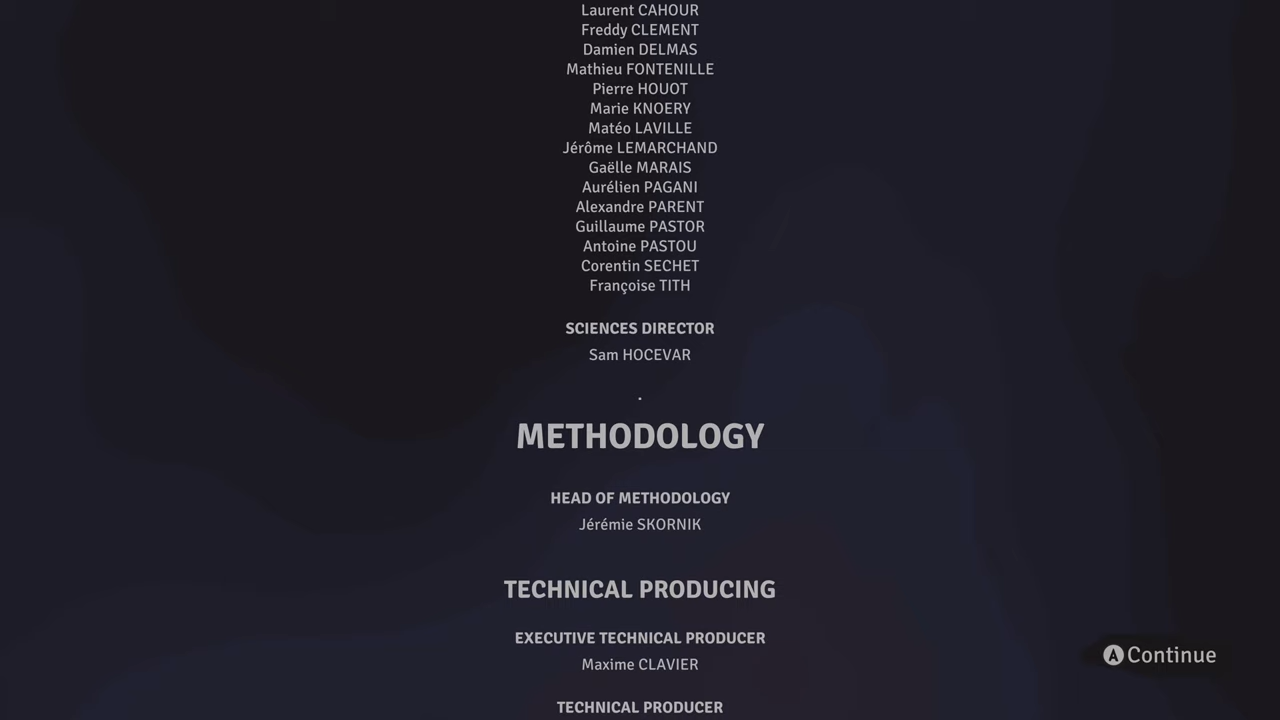 Laurent CAHOUR
Freddy CLEMENT
Damien DELMAS
Mathieu FONTENILLE
Pierre HOUOT
Marie KNOERY
Matéo LAVILLE
Jérôme LEMARCHAND
Gaëlle MARAIS
Aurélien PAGANI
Alexandre PARENT
Guillaume PASTOR
Antoine PASTOU
Corentin SECHET
Françoise TITH
SCIENCES DIRECTOR
Sam HOCEVAR
.
METHODOLOGY
HEAD OF METHODOLOGY
Jérémie SKORNIK
TECHNICAL PRODUCING
EXECUTIVE TECHNICAL PRODUCER
Maxime CLAVIER
A Continue
TECHNICAL PRODUCER